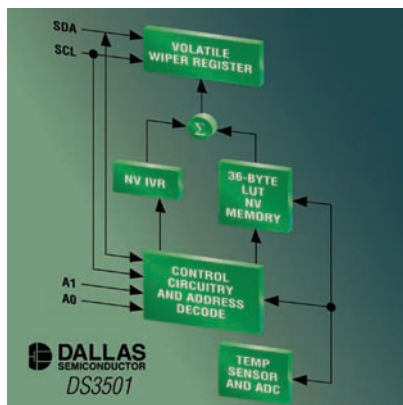 SDA
SCL
VOLATILE
WIPER REGISTER
Σ
NV IVR
36-BYTE
LUT
NV
MEMORY
A1
A0
CONTROL
CIRCUITRY
AND ADDRESS
DECODE
DALLAS
SEMICONDUCTOR
DS3501
TEMP
SENSOR
AND ADC